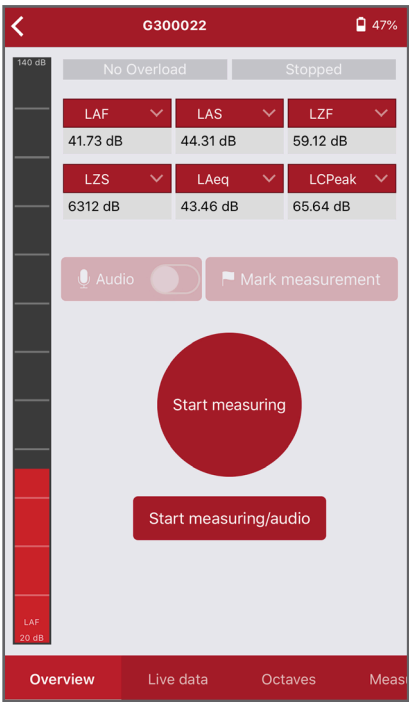 G300022 47%
140 dB
No Overload Stopped
LAF LAS LZF
41.73 dB 44.31 dB 59.12 dB
LZS LAeq LCPeak
6312 dB 43.46 dB 65.64 dB
Audio Mark measurement
Start measuring
Start measuring/audio
LAF
20 dB
Overview Live data Octaves Meas